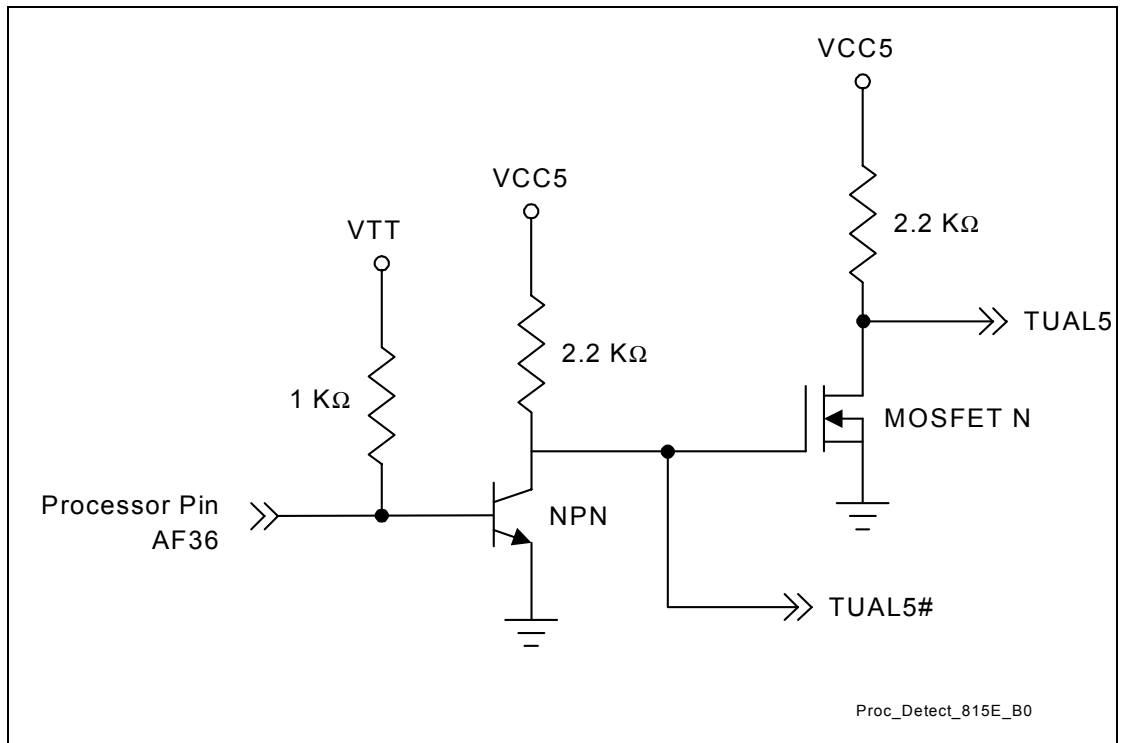 VCC5
VCC5
VTT
2.2 KΩ
TUAL5
2.2 KΩ
1 KΩ
MOSFET N
Processor Pin
AF36
NPN
TUAL5#
Proc_Detect_815E_B0